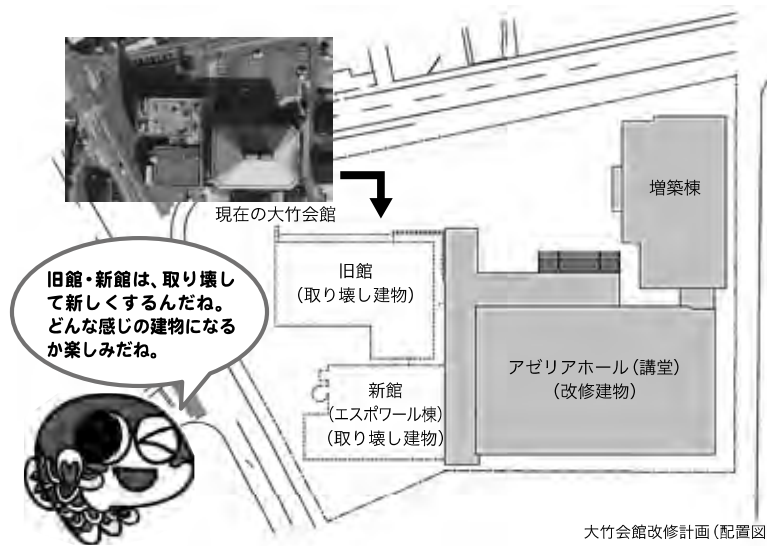 現在の大竹会館
増築棟
旧館
(取り壊し建物)
旧館・新館は、取り壊し
て新しくするんだね。
どんな感じの建物になる
か楽しみだね。
アゼリアホール(講堂)
(改修建物)
新館
(エスポワール棟)
(取り壊し建物)
大竹会館改修計画(配置図